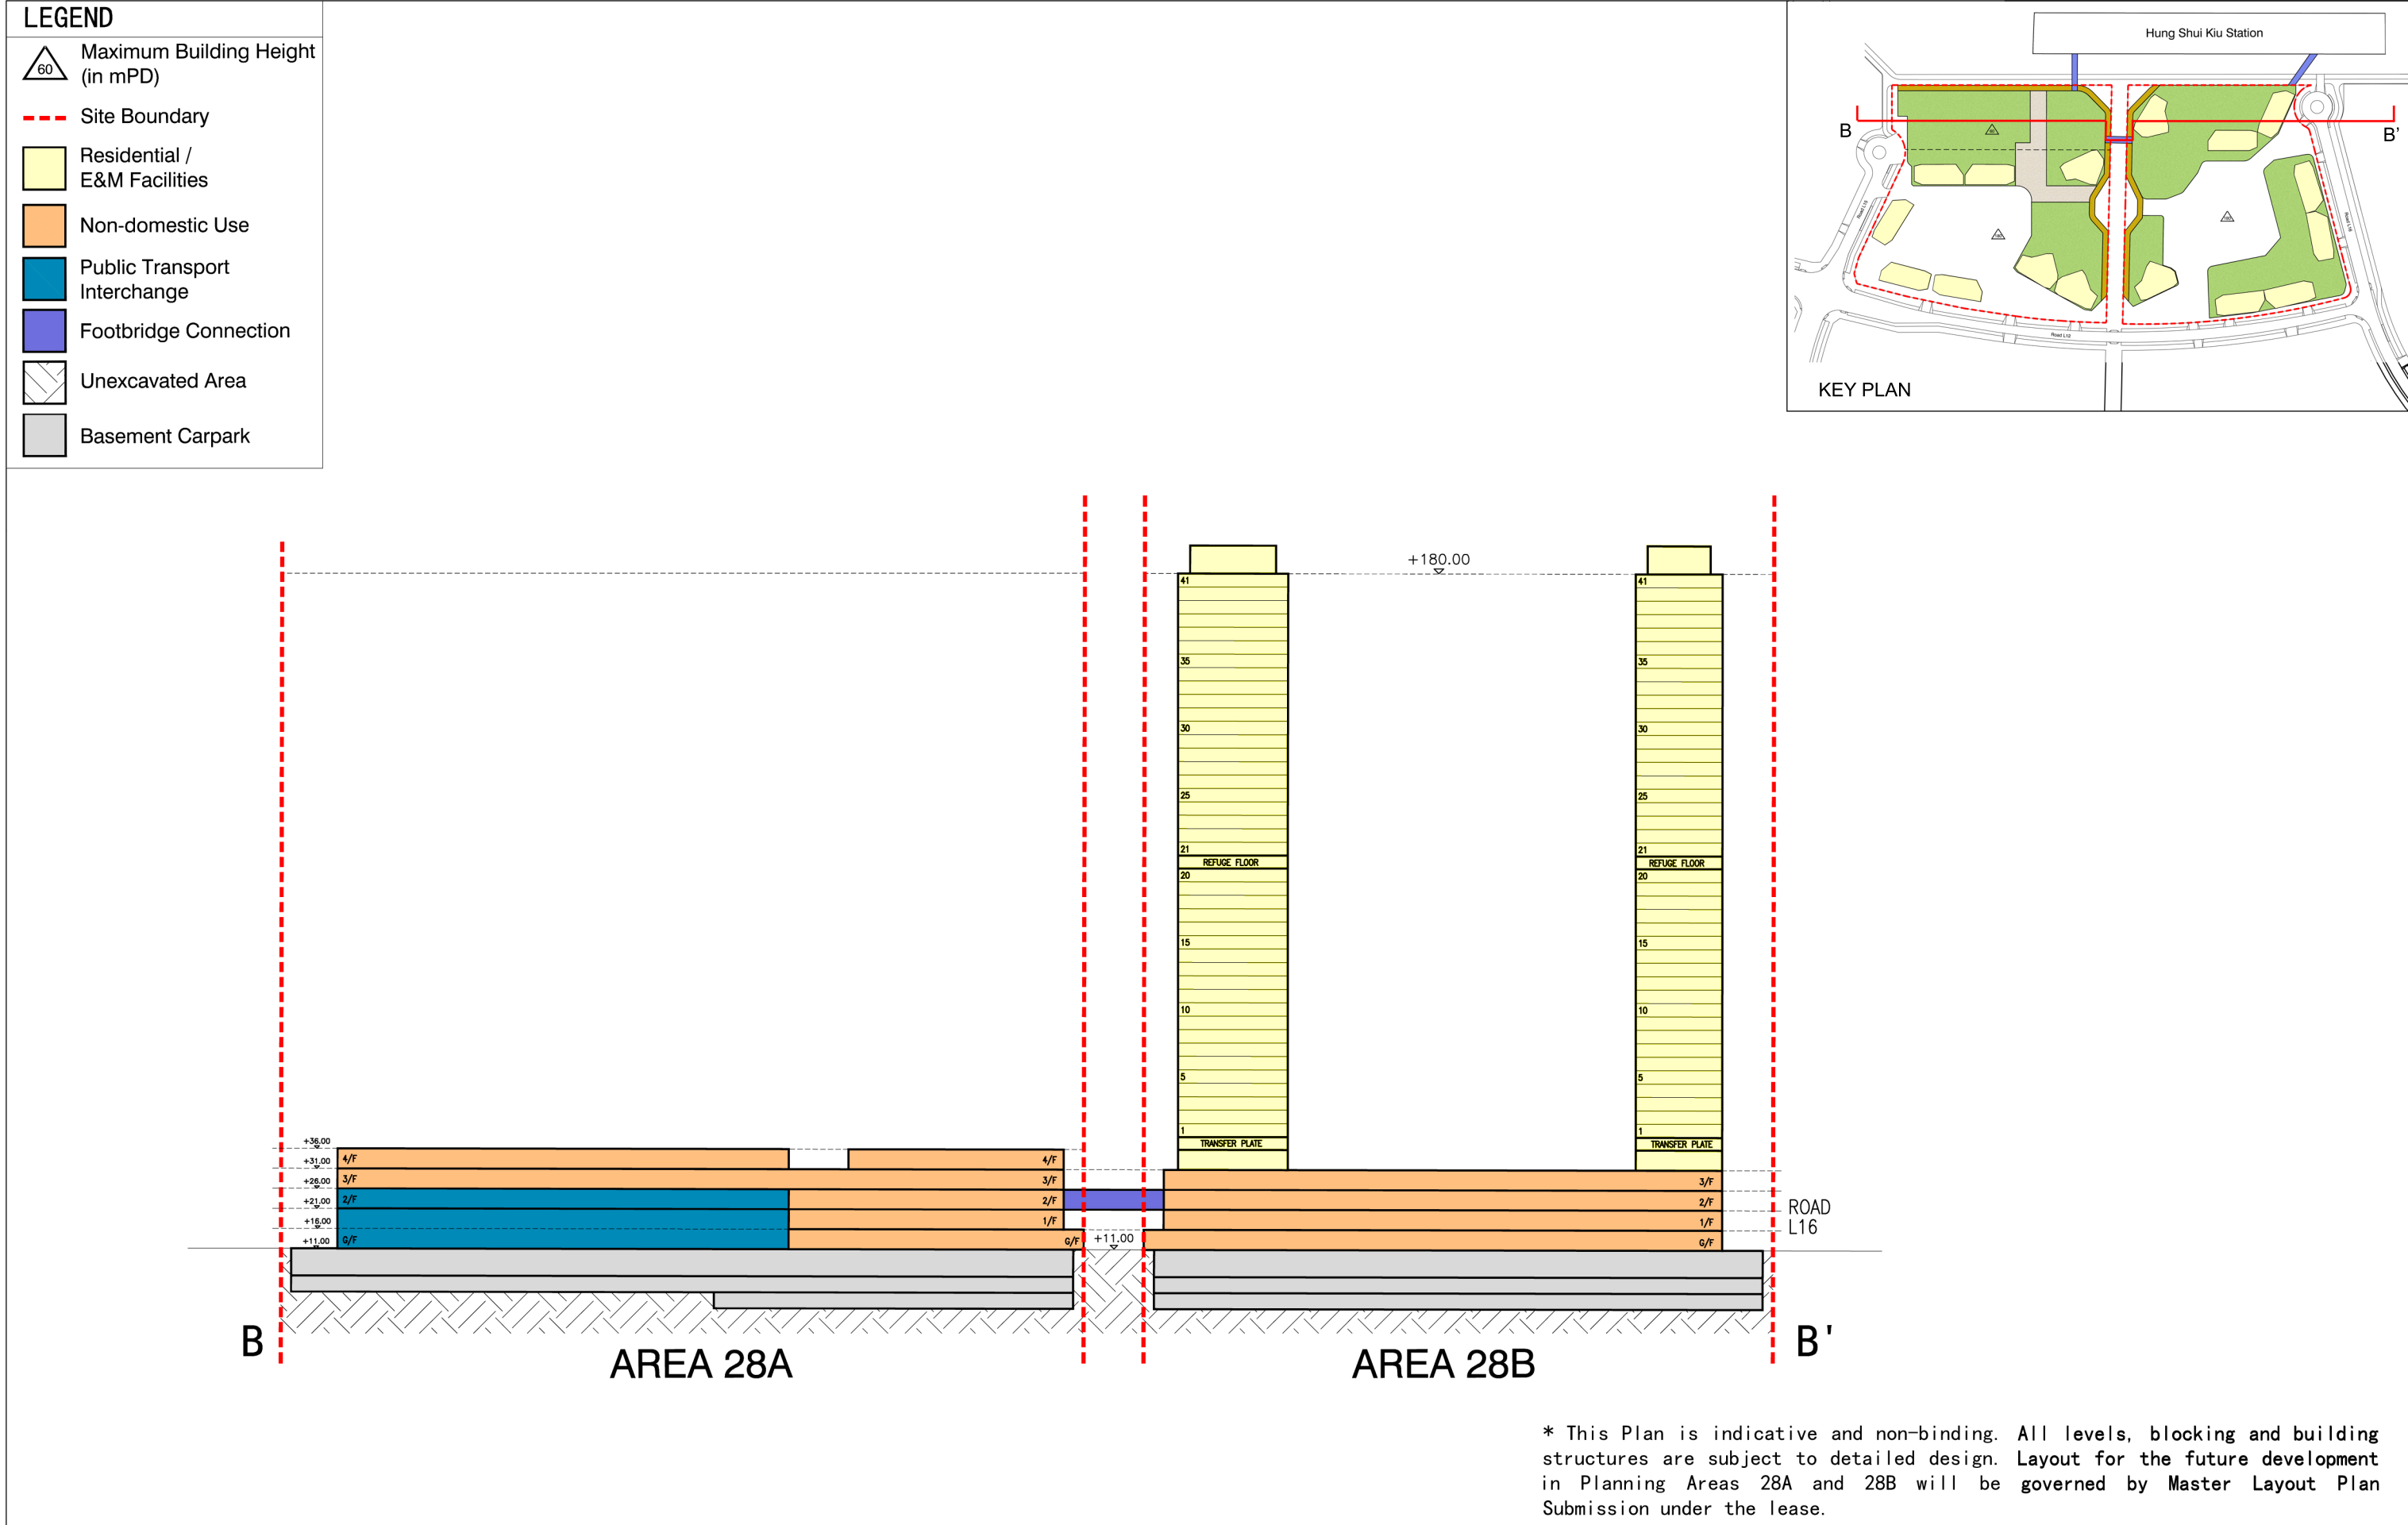 LEGEND
60
Maximum Building Height
(in mPD)
Site Boundary
Residential /
E&M Facilities
Non-domestic Use
Public Transport
Interchange
Footbridge Connection
Unexcavated Area
Basement Carpark
Hung Shui Kiu Station
B
B'
Road L15
Road L16
Road L12
KEY PLAN
+180.00
41
41
35
35
30
30
25
25
21
21
REFUGE FLOOR
REFUGE FLOOR
20
20
15
15
10
10
5
5
1
1
TRANSFER PLATE
TRANSFER PLATE
+36.00
4/F
4/F
+31.00
3/F
3/F
3/F
+26.00
2/F
2/F
2/F
+21.00
1/F
1/F
+16.00
G/F
G/F
G/F
+11.00
+11.00
ROAD
L16
B
B'
AREA 28A
AREA 28B
* This Plan is indicative and non-binding. All levels, blocking and building
structures are subject to detailed design. Layout for the future development
in Planning Areas 28A and 28B will be governed by Master Layout Plan
Submission under the lease.